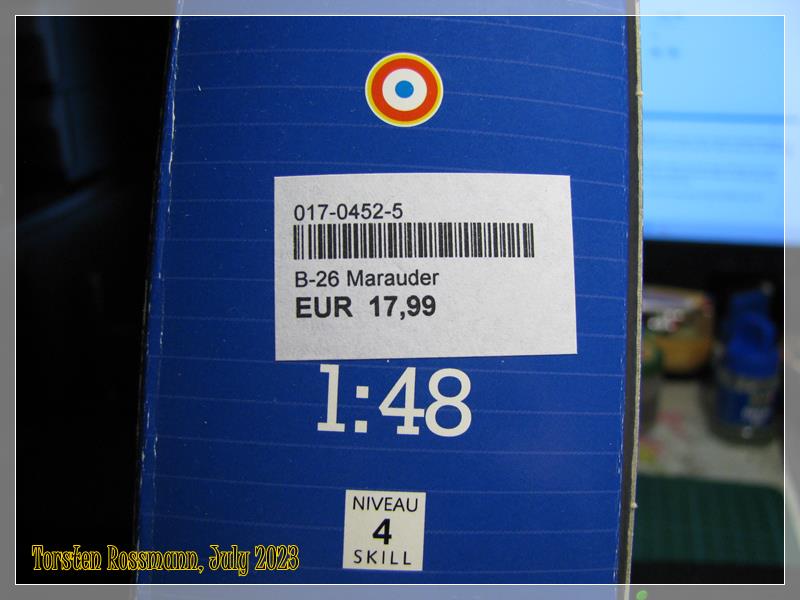 017-0452-5
B-26 Marauder
EUR 17,99
1:48
NIVEAU
4
SKILL
Torsten Rossmann, July 2023